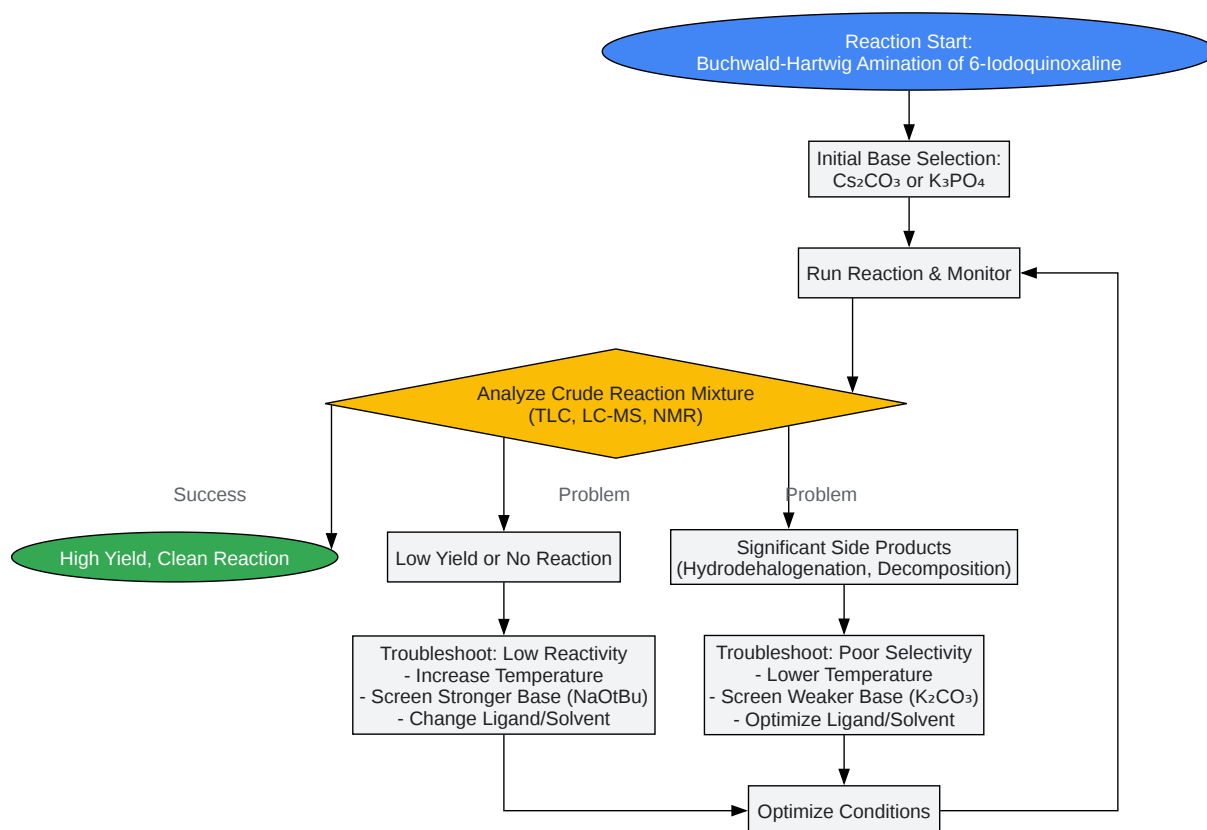 Reaction Start:
Buchwald-Hartwig Amination of 6-Iodoquinoxaline
Initial Base Selection:
Cs₂CO₃ or K₃PO₄
Run Reaction & Monitor
Analyze Crude Reaction Mixture
(TLC, LC-MS, NMR)
Success
Problem
Problem
High Yield, Clean Reaction
Low Yield or No Reaction
Significant Side Products
(Hydrodehalogenation, Decomposition)
Troubleshoot: Low Reactivity
- Increase Temperature
- Screen Stronger Base (NaOtBu)
- Change Ligand/Solvent
Troubleshoot: Poor Selectivity
- Lower Temperature
- Screen Weaker Base (K₂CO₃)
- Optimize Ligand/Solvent
Optimize Conditions